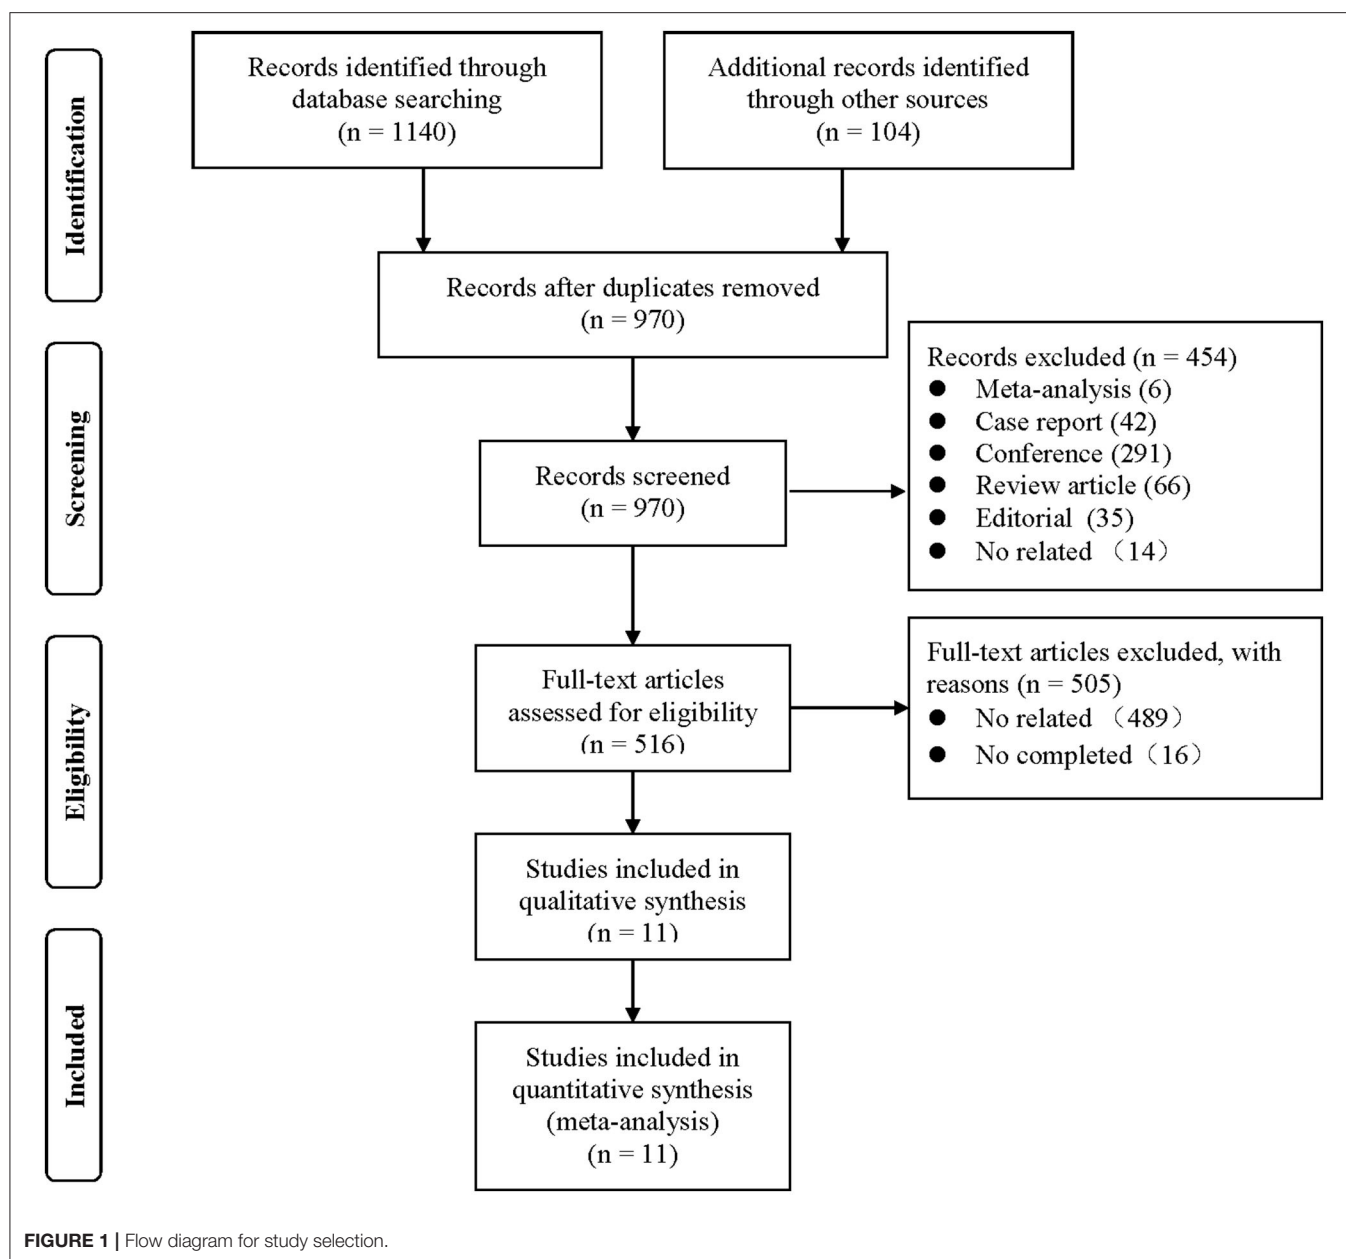 Identification
Records identified through
database searching
(n = 1140)
Additional records identified
through other sources
(n = 104)
Records after duplicates removed
(n = 970)
Screening
Records screened
(n = 970)
Records excluded (n = 454)
● Meta-analysis (6)
● Case report (42)
● Conference (291)
● Review article (66)
● Editorial (35)
● No related（14）
Eligibility
Full-text articles
assessed for eligibility
(n = 516)
Full-text articles excluded, with
reasons (n = 505)
● No related（489）
● No completed（16）
Studies included in
qualitative synthesis
(n = 11)
Included
Studies included in
quantitative synthesis
(meta-analysis)
(n = 11)
FIGURE 1 | Flow diagram for study selection.